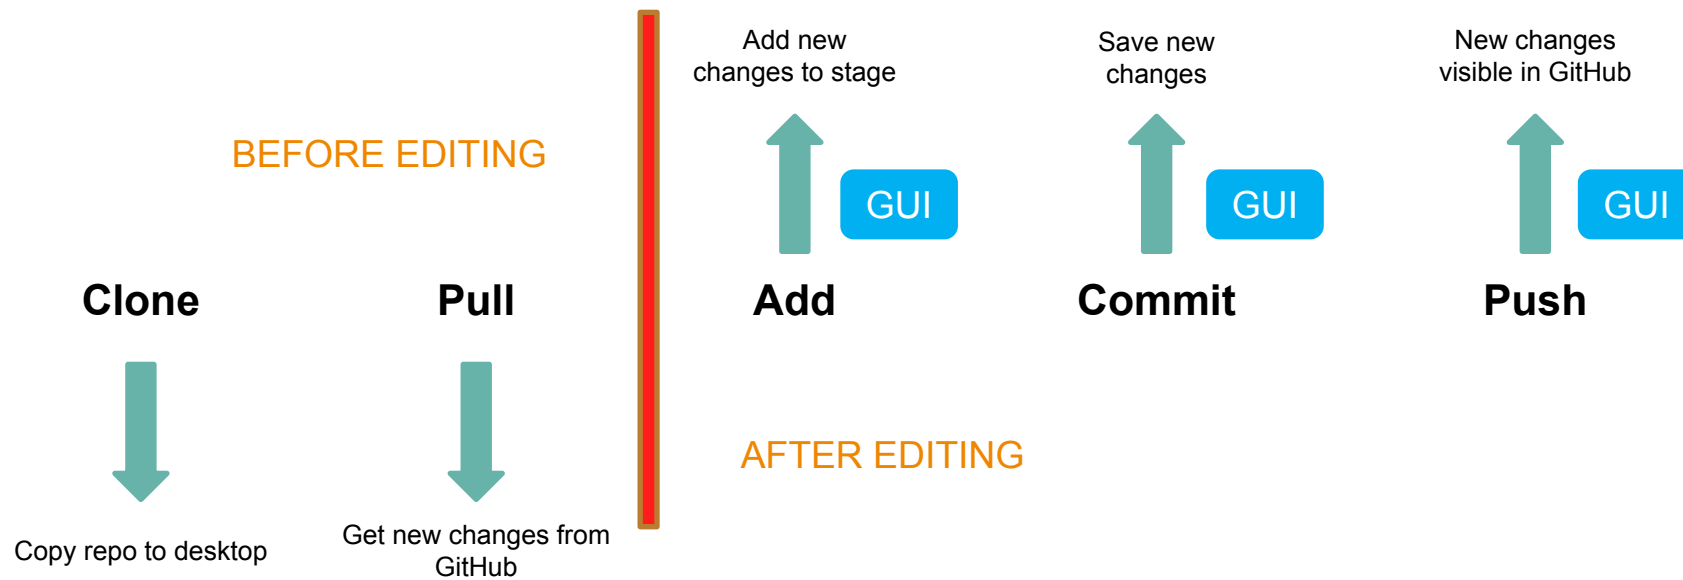 Add new
changes to stage
Save new
changes
New changes
visible in GitHub
BEFORE EDITING
GUI
GUI
GUI
Clone
Pull
Add
Commit
Push
AFTER EDITING
Copy repo to desktop
Get new changes from
GitHub